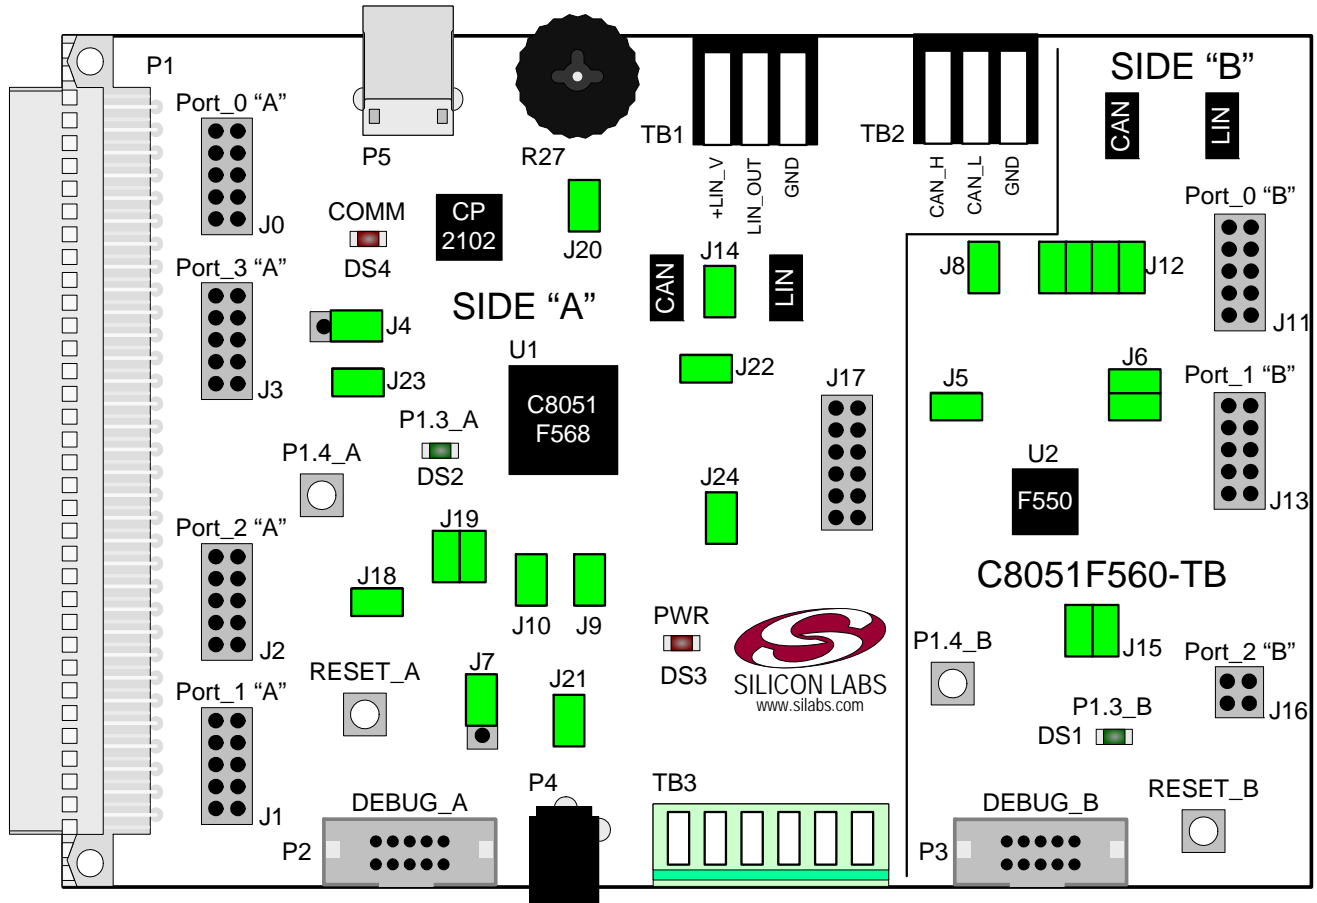 P1
Port_0 “A”
J0
Port_3 “A”
J3
P5
COMM
DS4
CP
2102
R27
J20
TB1
+LIN_V
LIN_OUT
GND
TB2
CAN_H
CAN_L
GND
SIDE “B”
CAN
LIN
Port_0 “B”
J11
J8
J12
SIDE “A”
CAN
J14
LIN
J4
J23
U1
C8051
F568
J22
J17
J5
J6
Port_1 “B”
J13
P1.3_A
DS2
P1.4_A
J24
U2
F550
Port_2 “A”
J2
J19
J18
J10
J9
C8051F560-TB
PWR
DS3
SILICON LABS
www.silabs.com
P1.4_B
J15
Port_2 “B”
J16
P1.3_B
DS1
RESET_A
J7
J21
Port_1 “A”
J1
P2
DEBUG_A
P4
TB3
P3
DEBUG_B
RESET_B